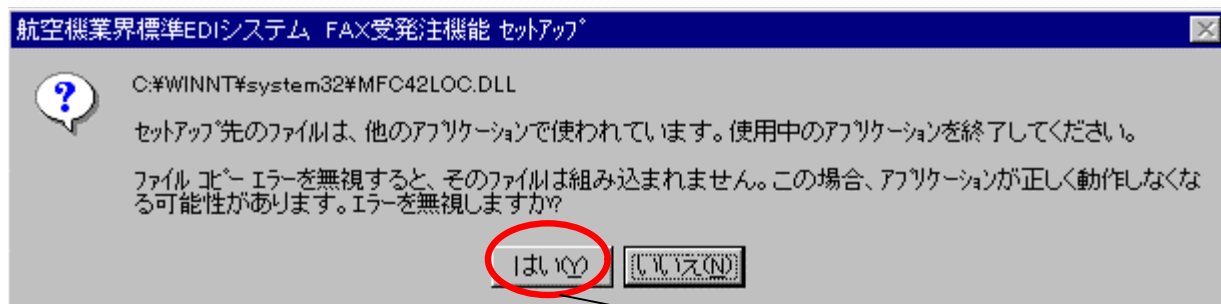 航空機業界標準EDIシステム FAX受発注機能 セットアップ
C:¥WINNT¥system32¥MFC42LOC.DLL
セットアップ先のファイルは、他のアプリケーションで使われています。使用中のアプリケーションを終了してください。
ファイル コピー エラーを無視すると、そのファイルは組み込まれません。この場合、アプリケーションが正しく動作しなくな
る可能性があります。エラーを無視しますか?
はい(Y) いいえ(N)